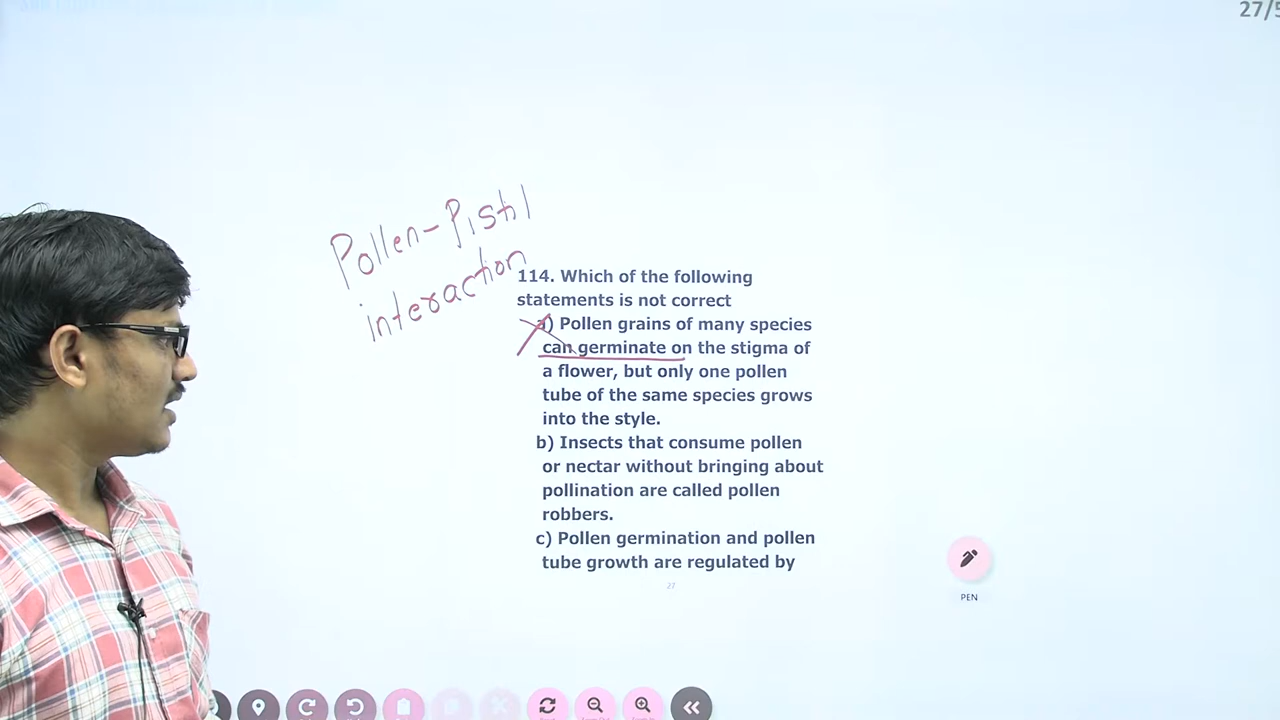 27/5
Pollen-Pistil
interaction
114. Which of the following
statements is not correct
a) Pollen grains of many species
can germinate on the stigma of
a flower, but only one pollen
tube of the same species grows
into the style.
b) Insects that consume pollen
or nectar without bringing about
pollination are called pollen
robbers.
c) Pollen germination and pollen
tube growth are regulated by
27
PEN